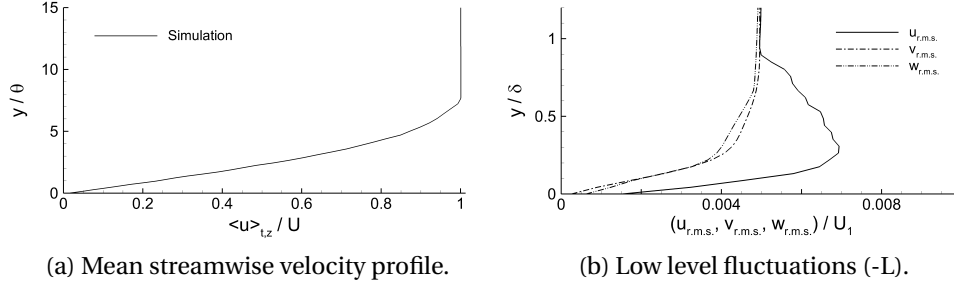 15
10
5
0
y / θ
Simulation
0
0.2
0.4
0.6
0.8
1
<u>t,z / U
(a) Mean streamwise velocity profile.
1
0.5
0
y / δ
ur.m.s.
vr.m.s.
wr.m.s.
0
0.004
0.008
(ur.m.s., vr.m.s., wr.m.s.) / U1
(b) Low level fluctuations (-L).